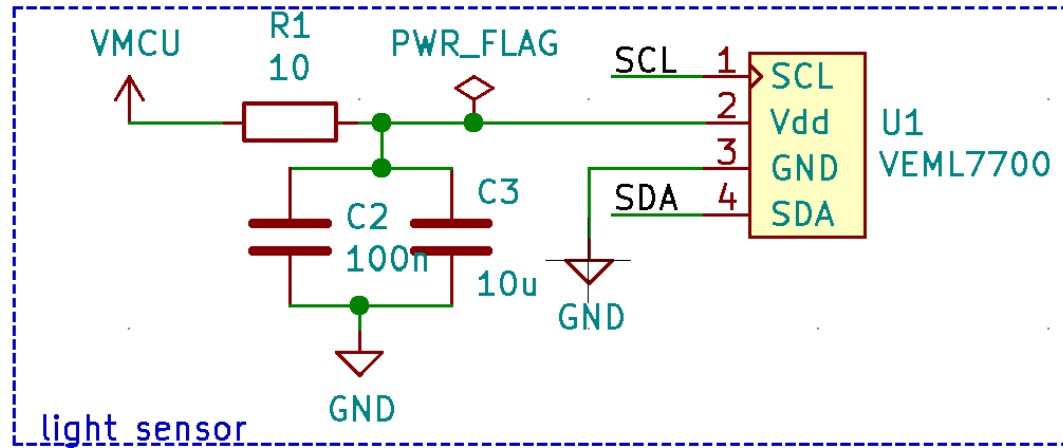 R1
10
VMCU
PWR_FLAG
SCL
1
SCL
2
Vdd
3
GND
SDA
4
SDA
U1
VEML7700
C2
100n
C3
10u
GND
GND
light sensor